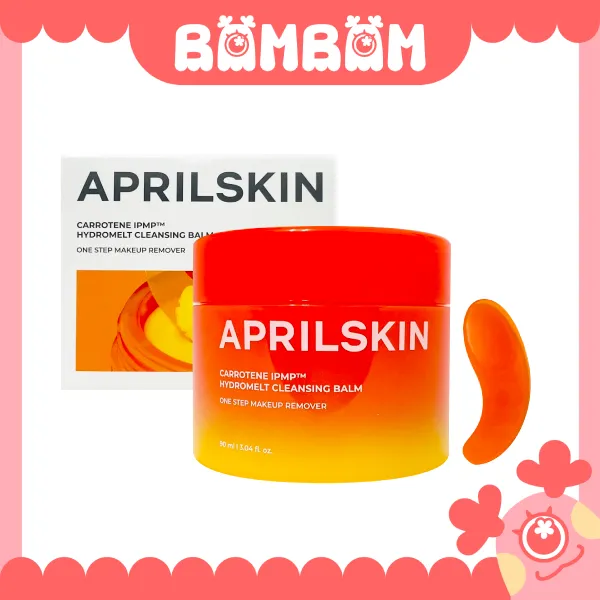 BOMBOM
APRILSKIN
CARROTENE IPMP™
HYDROMELT CLEANSING BALM
ONE STEP MAKEUP REMOVER
APRILSKIN
CARROTENE IPMP™
HYDROMELT CLEANSING BALM
ONE STEP MAKEUP REMOVER
90 ml / 3.04 fl. oz.